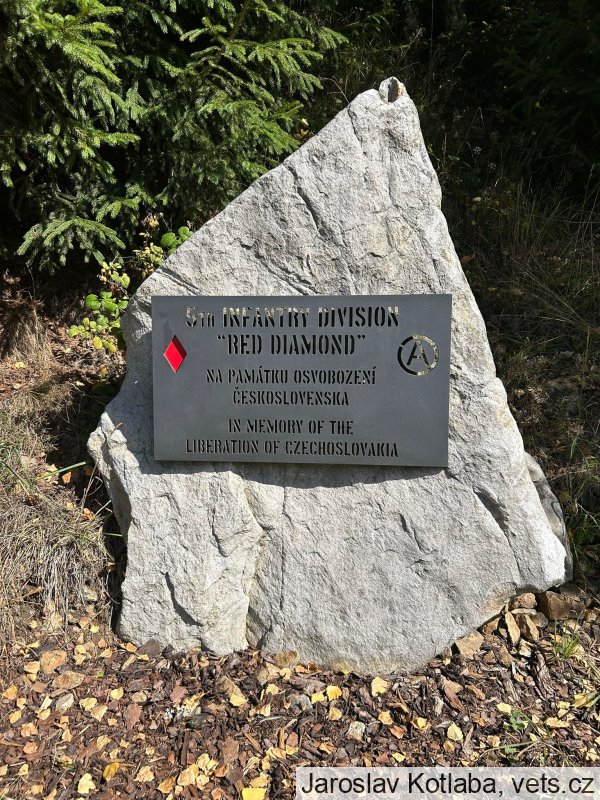 5TH INFANTRY DIVISION
"RED DIAMOND"
A
NA PAMÁTKU OSVOBOZENÍ
ČESKOSLOVENSKA
IN MEMORY OF THE
LIBERATION OF CZECHOSLOVAKIA
Jaroslav Kotlaba, vets.cz